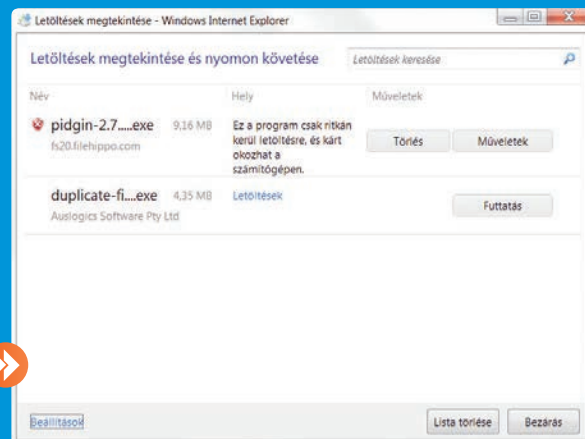 Letöltések megtekintése - Windows Internet Explorer
Letöltések megtekintése és nyomon követése
Letöltések keresése
Név Hely Műveletek
pidgin-2.7.....exe 9,16 MB
fs20.filehippo.com
Ez a program csak ritkán
kerül letöltésre, és kárt
okozhat a
számítógépen.
Törlés Műveletek
duplicate-fi....exe 4,35 MB Letöltések
Auslogics Software Pty Ltd
Futtatás
Beállítások Lista törlése Bezárás